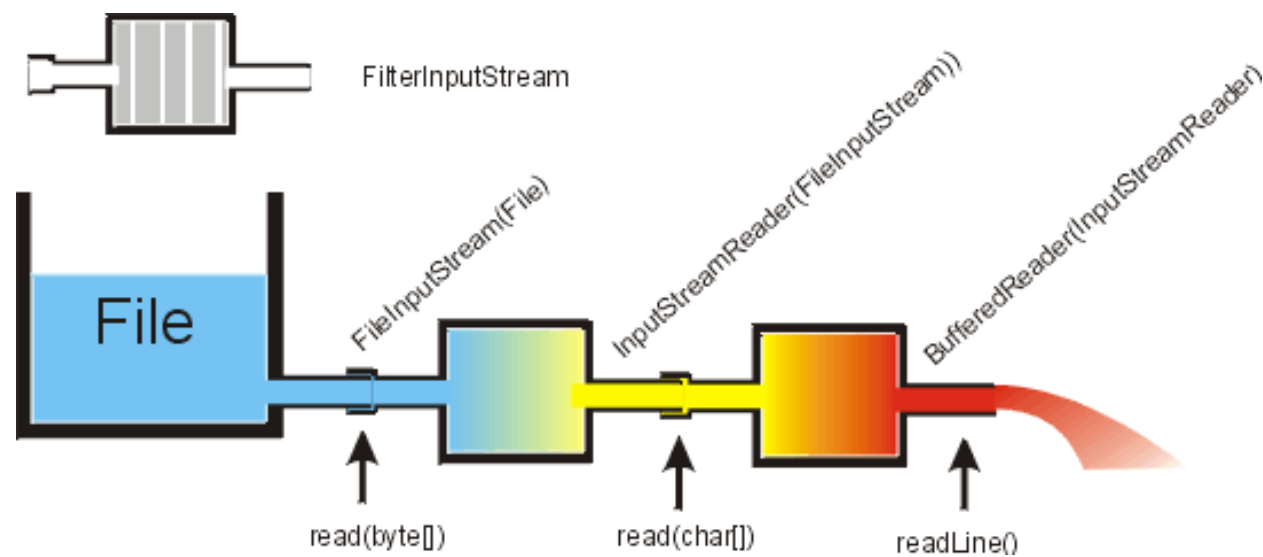 FilterInputStream
File
FileInputStream(File)
InputStreamReader(FileInputStream))
BufferedReader(InputStreamReader)
read(byte[])
read(char[])
readLine()